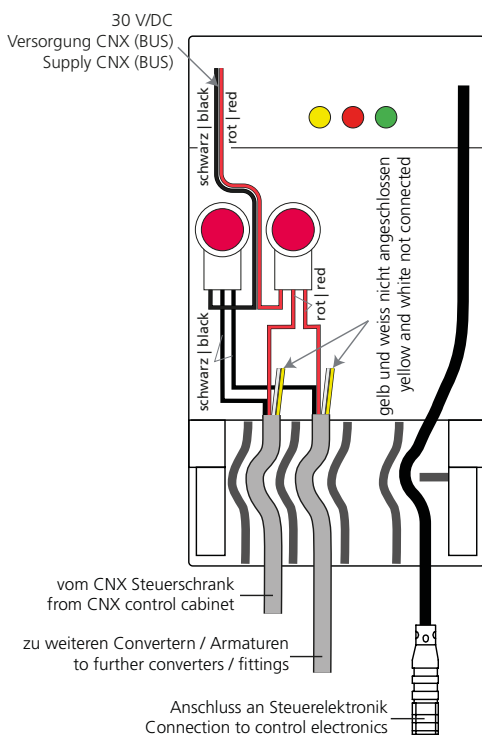 30 V/DC
Versorgung CNX (BUS)
Supply CNX (BUS)
schwarz | black
rot | red
schwarz | black
rot | red
gelb und weiss nicht angeschlossen
yellow and white not connected
vom CNX Steuerschrank
from CNX control cabinet
zu weiteren Convertern / Armaturen
to further converters / fittings
Anschluss an Steuerelektronik
Connection to control electronics